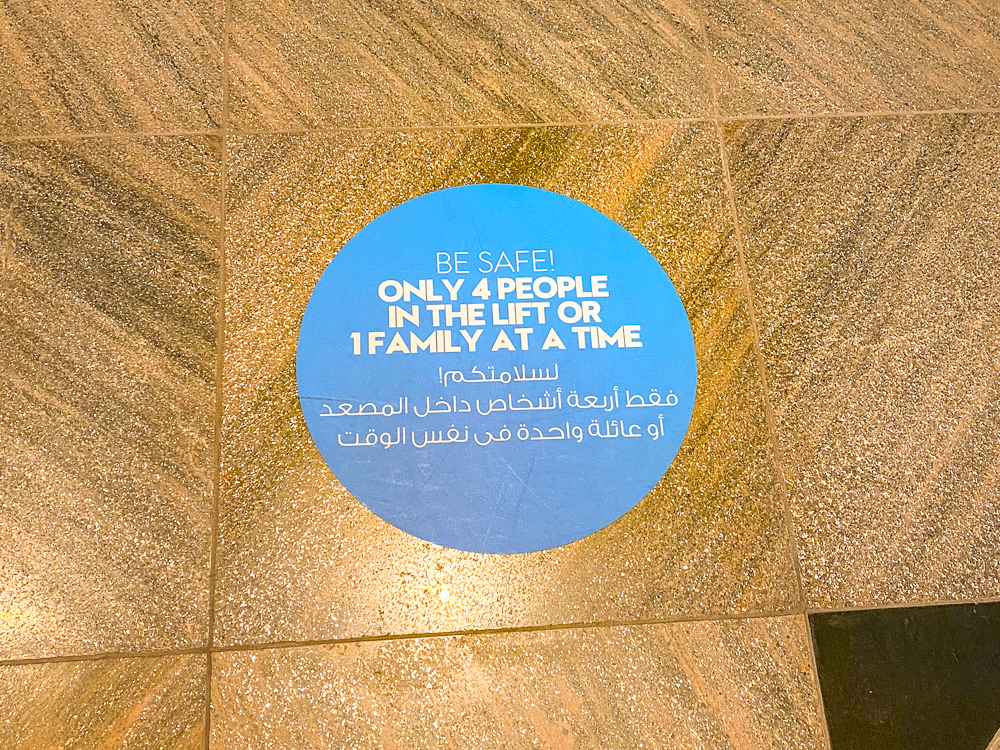 BE SAFE!
ONLY 4 PEOPLE
IN THE LIFT OR
1 FAMILY AT A TIME
لسلامتكم!
فقط أربعة أشخاص داخل المصعد
أو عائلة واحدة في نفس الوقت